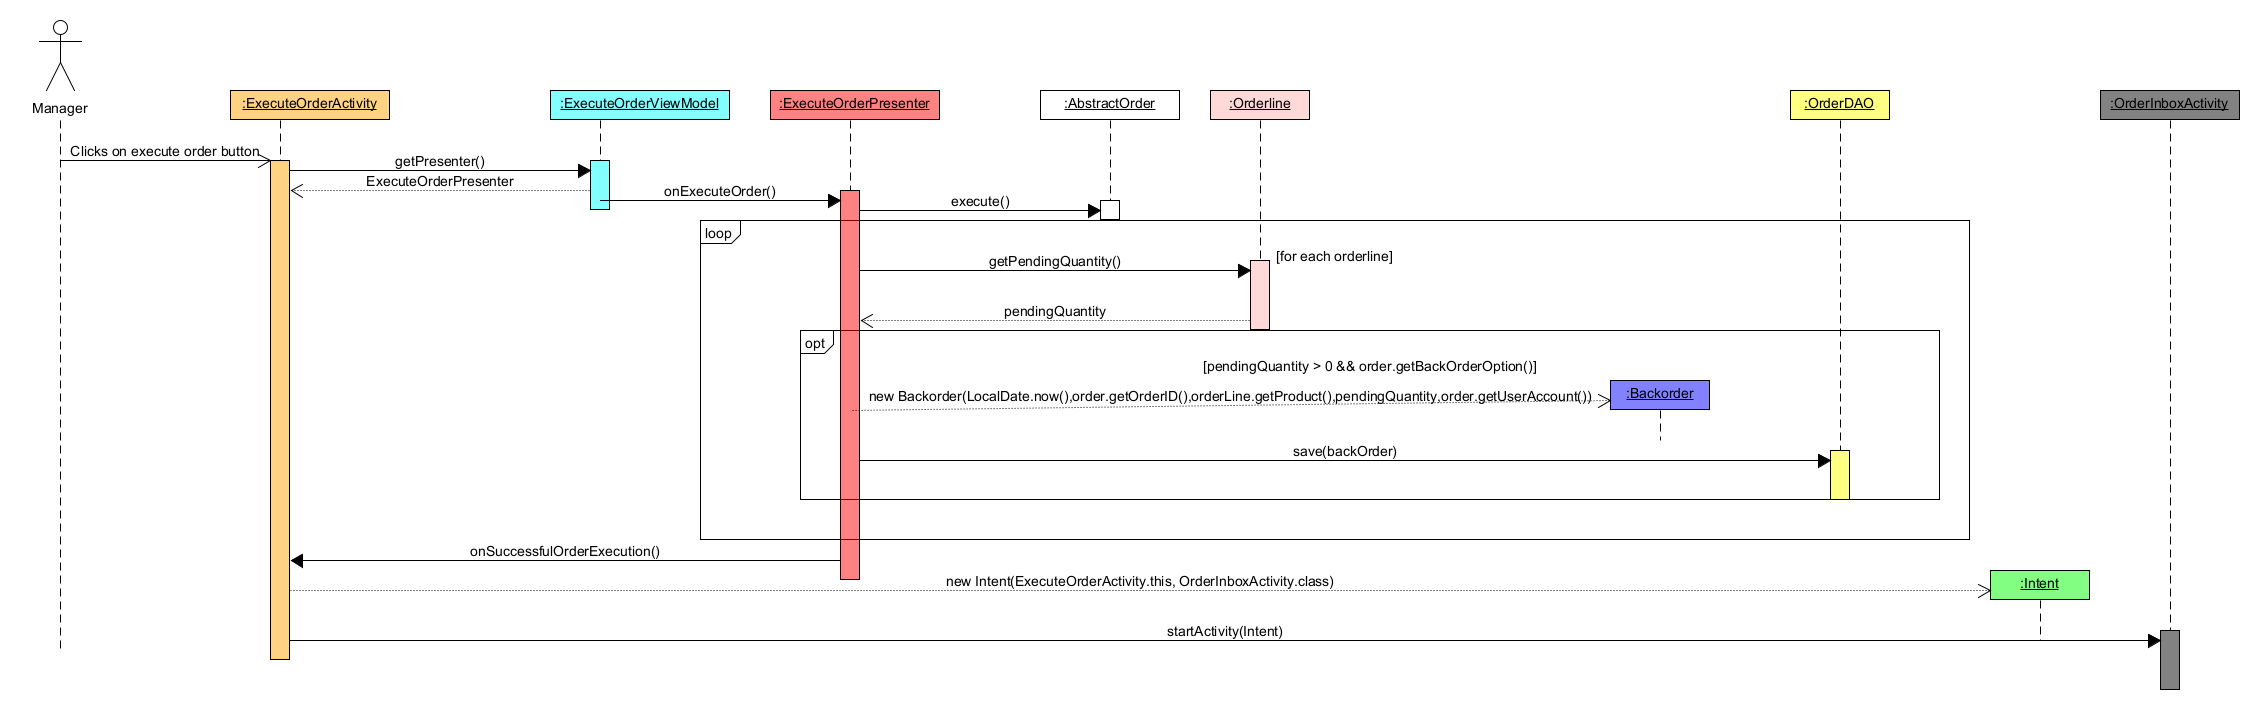 Manager
:ExecuteOrderActivity
:ExecuteOrderViewModel
:ExecuteOrderPresenter
:AbstractOrder
:Orderline
:OrderDAO
:OrderInboxActivity
Clicks on execute order button
getPresenter()
ExecuteOrderPresenter
onExecuteOrder()
execute()
loop
[for each orderline]
getPendingQuantity()
pendingQuantity
opt
[pendingQuantity > 0 && order.getBackOrderOption()]
new Backorder(LocalDate.now(),order.getOrderID(),orderLine.getProduct(),pendingQuantity,order.getUserAccount())
:Backorder
save(backOrder)
onSuccessfulOrderExecution()
new Intent(ExecuteOrderActivity.this, OrderInboxActivity.class)
:Intent
startActivity(Intent)